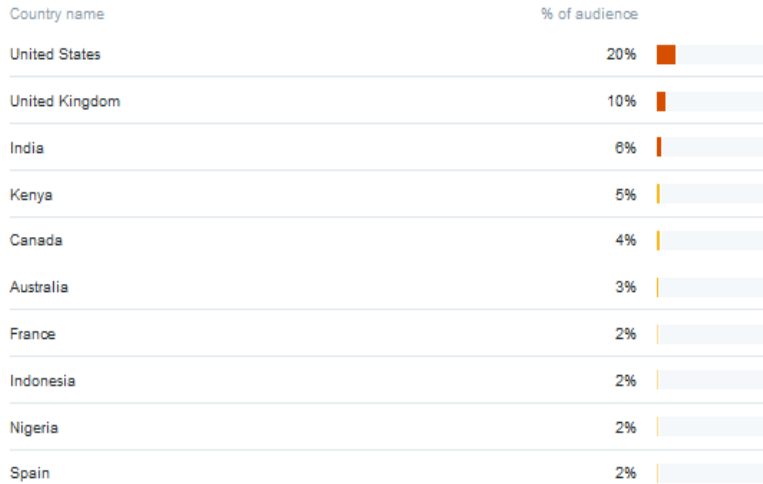 Country name % of audience
United States 20%
United Kingdom 10%
India 6%
Kenya 5%
Canada 4%
Australia 3%
France 2%
Indonesia 2%
Nigeria 2%
Spain 2%